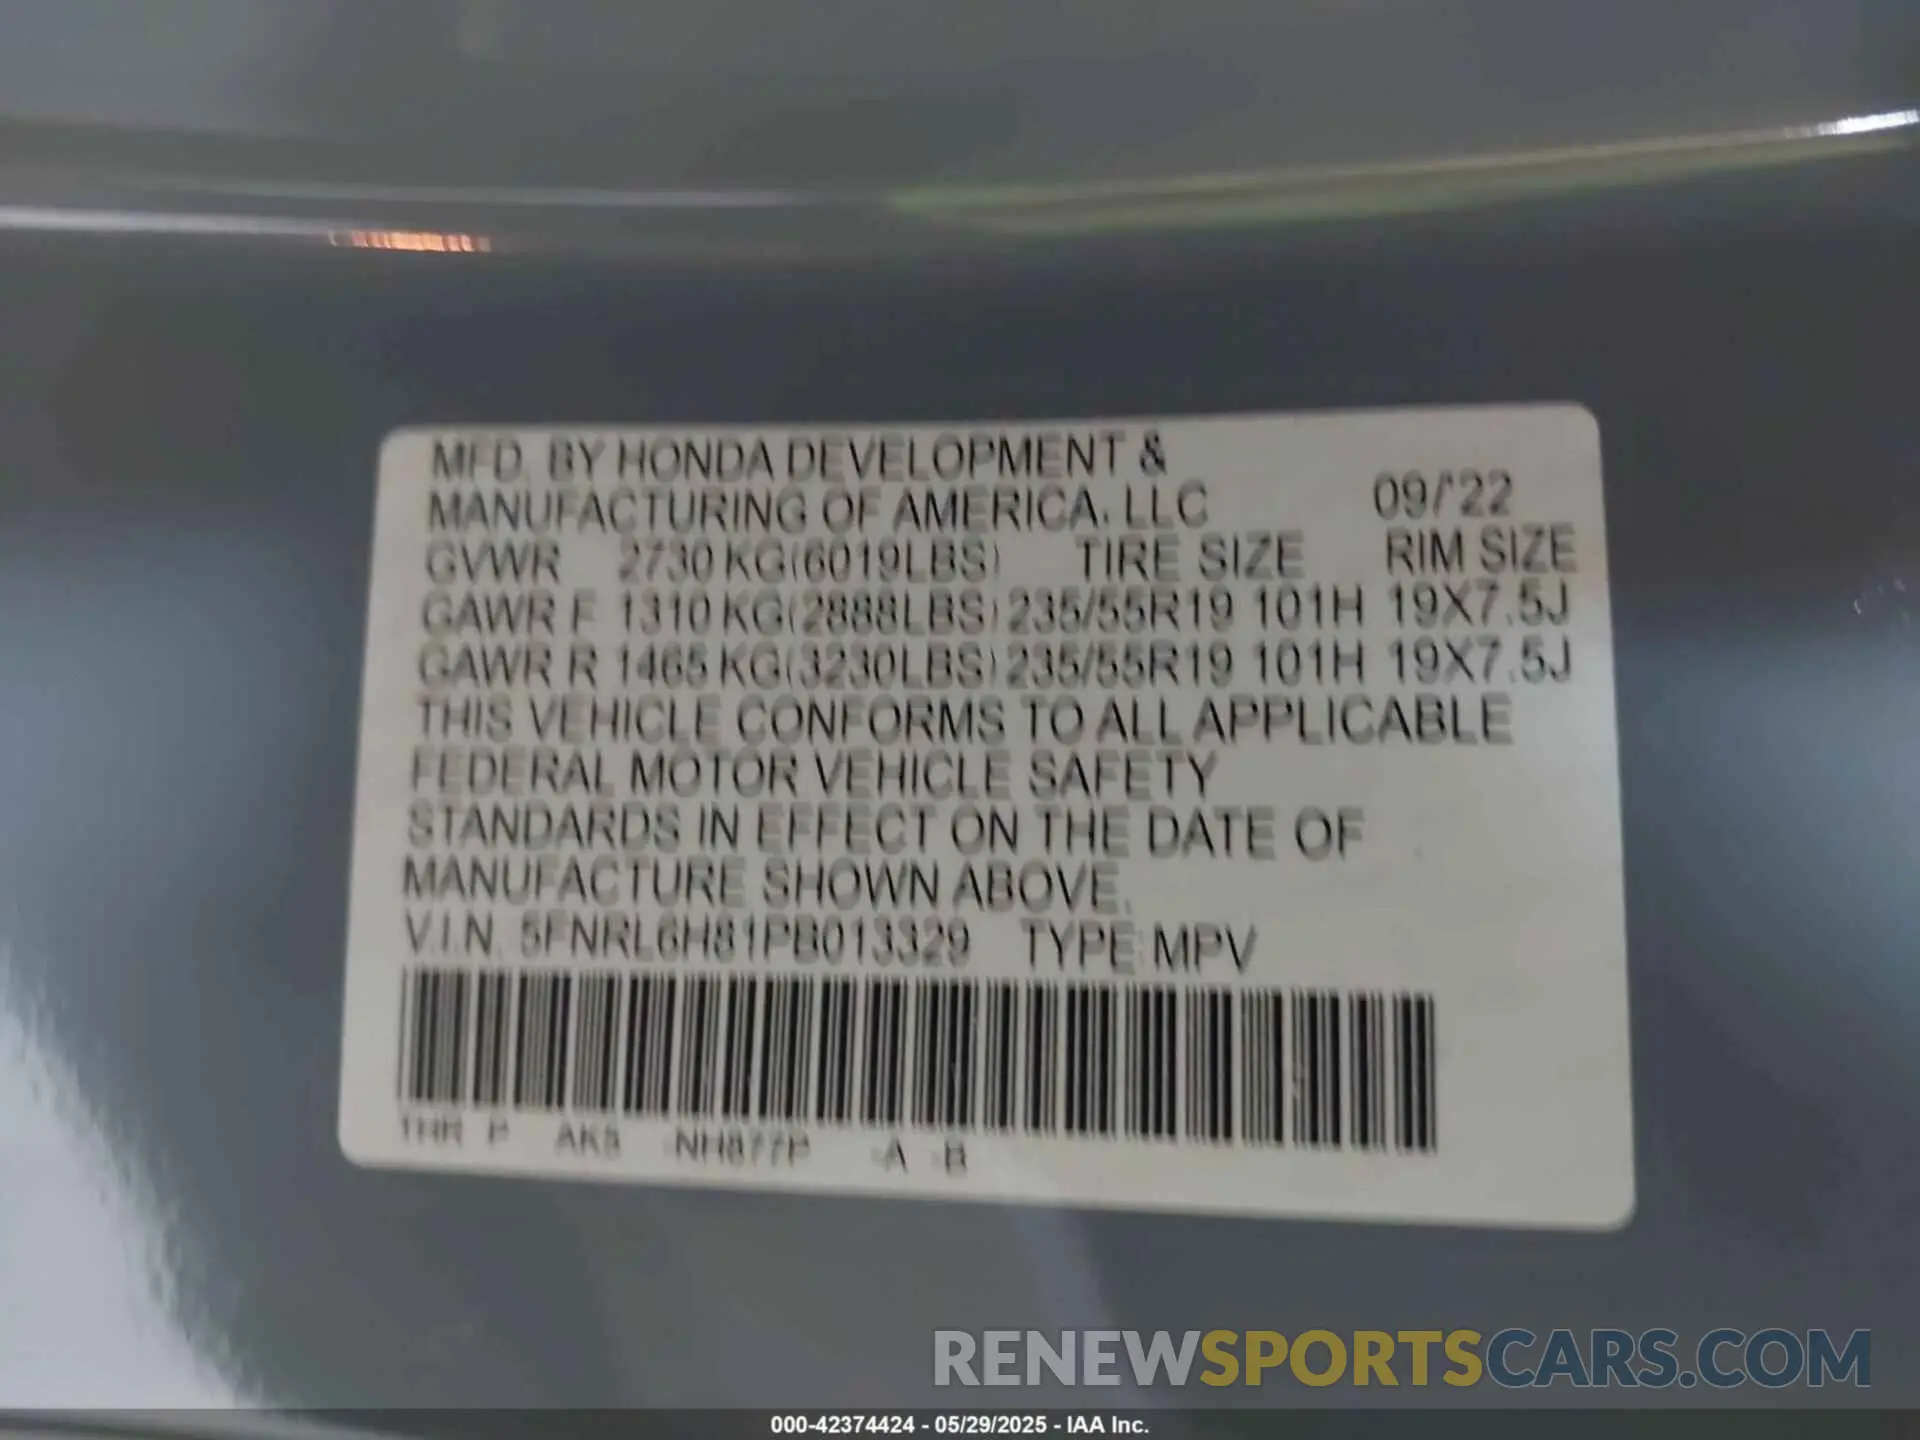 MFD. BY HONDA DEVELOPMENT &
MANUFACTURING OF AMERICA, LLC 09/'22
GVWR 2730 KG(6019LBS) TIRE SIZE RIM SIZE
GAWR F 1310 KG(2888LBS) 235/55R19 101H 19X7.5J
GAWR R 1465 KG(3230LBS) 235/55R19 101H 19X7.5J
THIS VEHICLE CONFORMS TO ALL APPLICABLE
FEDERAL MOTOR VEHICLE SAFETY
STANDARDS IN EFFECT ON THE DATE OF
MANUFACTURE SHOWN ABOVE.
V.I.N. 5FNRL6H81PB013329 TYPE: MPV
THR P AK5 NH877P -A -B
RENEWSPORTSCARS.COM
000-42374424 - 05/29/2025 - IAA Inc.